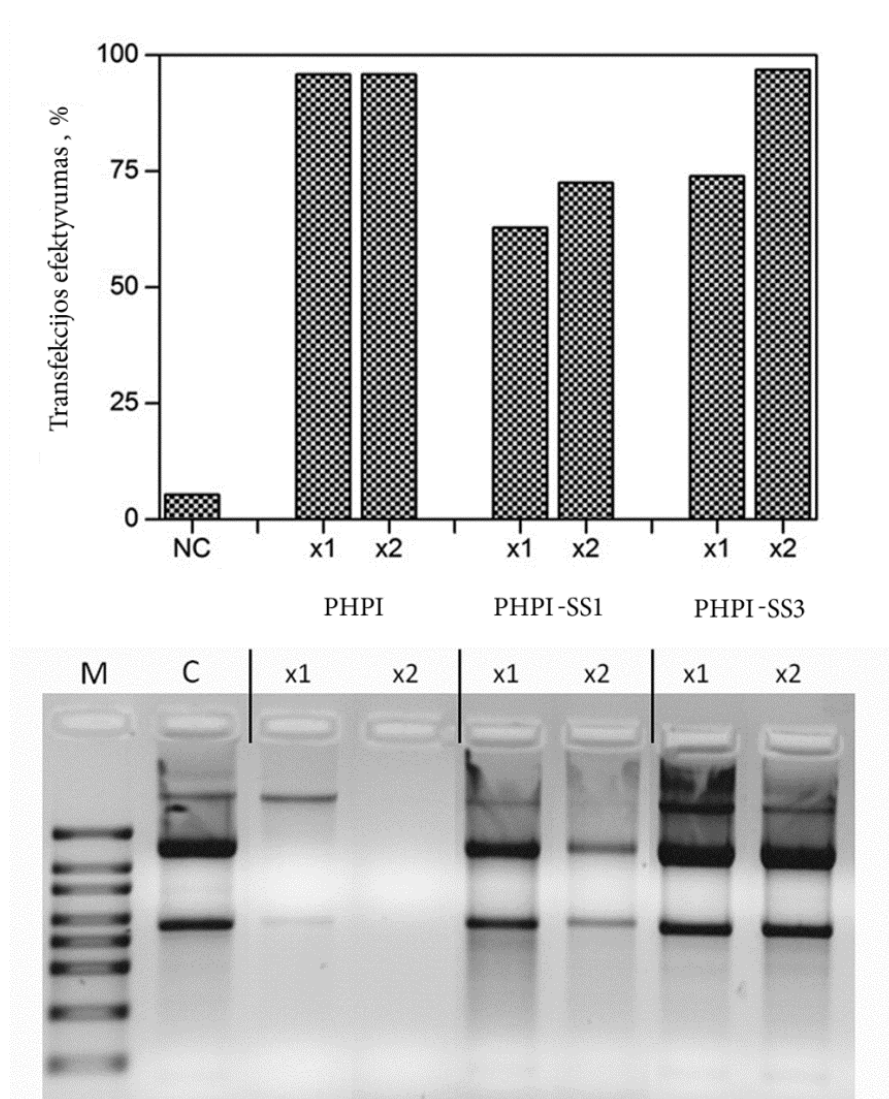 100
75
50
25
0
Transfekcijos efektyvumas , %
NC x1 x2 x1 x2 x1 x2
PHPI PHPI-SS1 PHPI-SS3
M C x1 x2 x1 x2 x1 x2